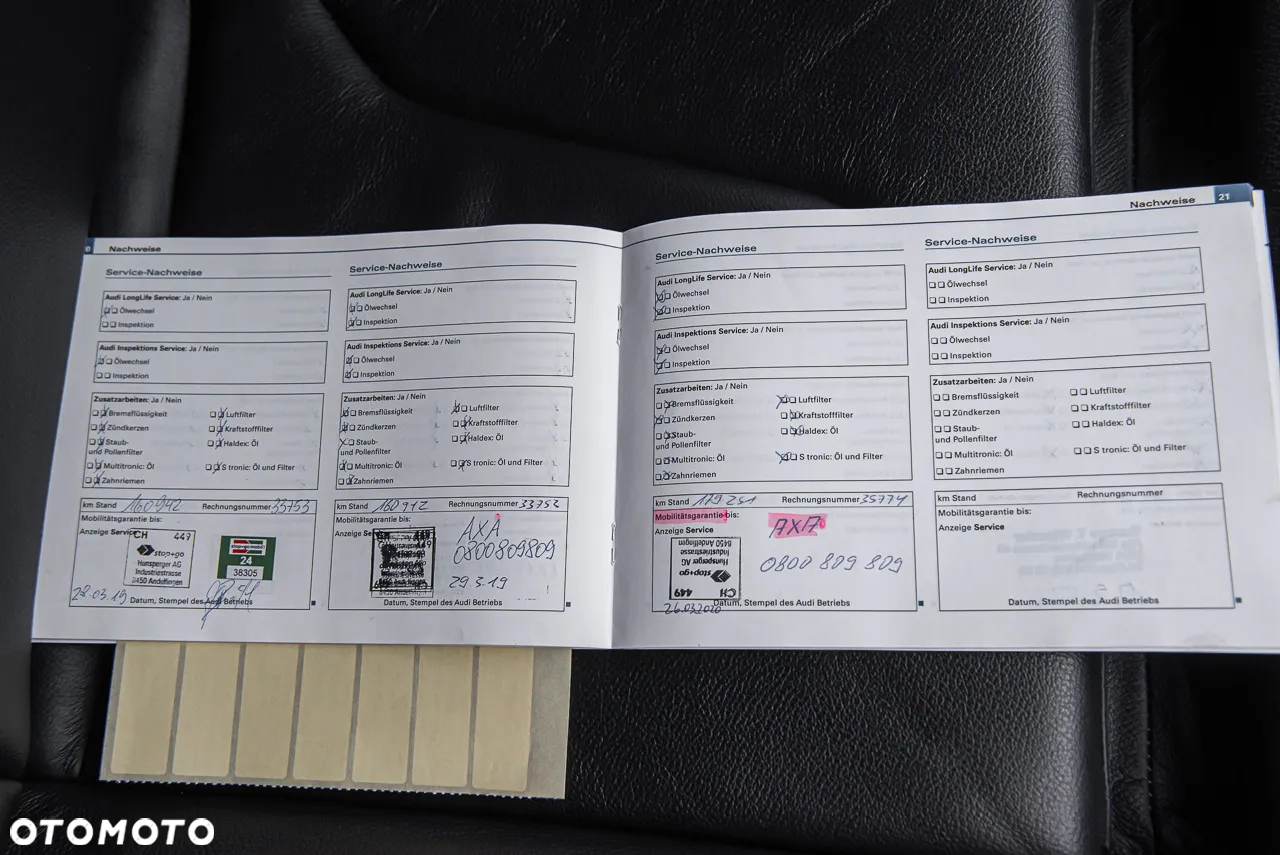 Nachweise
Service-Nachweise
Audi LongLife Service: Ja / Nein
Ölwechsel
Inspektion
Audi Inspektions Service: Ja / Nein
Ölwechsel
Inspektion
Zusatzarbeiten: Ja / Nein
Bremsflüssigkeit Luftfilter
Zündkerzen Kraftstofffilter
Staub- Haldex: Öl
und Pollenfilter
Multitronic: Öl S tronic: Öl und Filter
Zahnriemen
km Stand 160942 Rechnungsnummer 33753
Mobilitätsgarantie bis:
Anzeige Service
CH 449
stop+go
Hunsperger AG
Industriestrasse
8450 Andelfingen
24
38305
28.03.19
Datum, Stempel des Audi Betriebs
Service-Nachweise
Audi LongLife Service: Ja / Nein
Ölwechsel
Inspektion
Audi Inspektions Service: Ja / Nein
Ölwechsel
Inspektion
Zusatzarbeiten: Ja / Nein
Bremsflüssigkeit Luftfilter
Zündkerzen Kraftstofffilter
Staub- Haldex: Öl
und Pollenfilter
Multitronic: Öl S tronic: Öl und Filter
Zahnriemen
km Stand 160912 Rechnungsnummer 33753
Mobilitätsgarantie bis:
Anzeige Service
449
AXA
0800809809
29.3.19
Datum, Stempel des Audi Betriebs
Nachweise 21
Service-Nachweise
Audi LongLife Service: Ja / Nein
Ölwechsel
Inspektion
Audi Inspektions Service: Ja / Nein
Ölwechsel
Inspektion
Zusatzarbeiten: Ja / Nein
Bremsflüssigkeit Luftfilter
Zündkerzen Kraftstofffilter
Staub- Haldex: Öl
und Pollenfilter
Multitronic: Öl S tronic: Öl und Filter
Zahnriemen
km Stand 179251 Rechnungsnummer 35774
Mobilitätsgarantie bis:
Anzeige Service
CH 449
stop+go
Hunsperger AG
Industriestrasse
8450 Andelfingen
AXA
0800 809 809
26.03.2020
Datum, Stempel des Audi Betriebs
Service-Nachweise
Audi LongLife Service: Ja / Nein
Ölwechsel
Inspektion
Audi Inspektions Service: Ja / Nein
Ölwechsel
Inspektion
Zusatzarbeiten: Ja / Nein
Bremsflüssigkeit Luftfilter
Zündkerzen Kraftstofffilter
Staub- Haldex: Öl
und Pollenfilter
Multitronic: Öl S tronic: Öl und Filter
Zahnriemen
km Stand Rechnungsnummer
Mobilitätsgarantie bis:
Anzeige Service
Datum, Stempel des Audi Betriebs
OTOMOTO